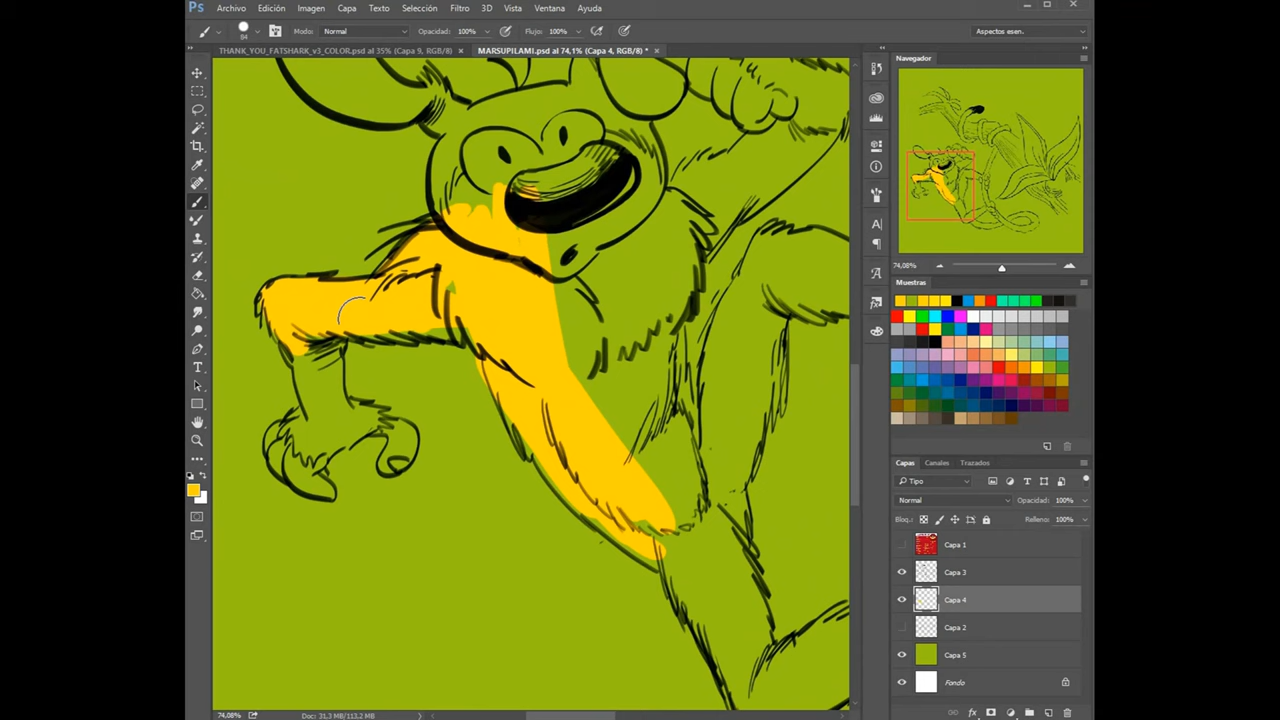 Ps Archivo Edición Imagen Capa Texto Selección Filtro 3D Vista Ventana Ayuda
94 Modo: Normal Opacidad: 100% Flujo: 100% Aspectos esen.
THANK_YOU_FATSHARK_v3_COLOR.psd al 35% (Capa 9, RGB/8) × MARSUPILAMI.psd al 74,1% (Capa 4, RGB/8) * ×
Navegador
74,08%
Muestras
Capas Canales Trazados
Tipo
Normal Opacidad: 100%
Bloq.: Relleno: 100%
Capa 1
Capa 3
Capa 4
Capa 2
Capa 5
Fondo
74,08% Doc: 31,3 MB/113,2 MB